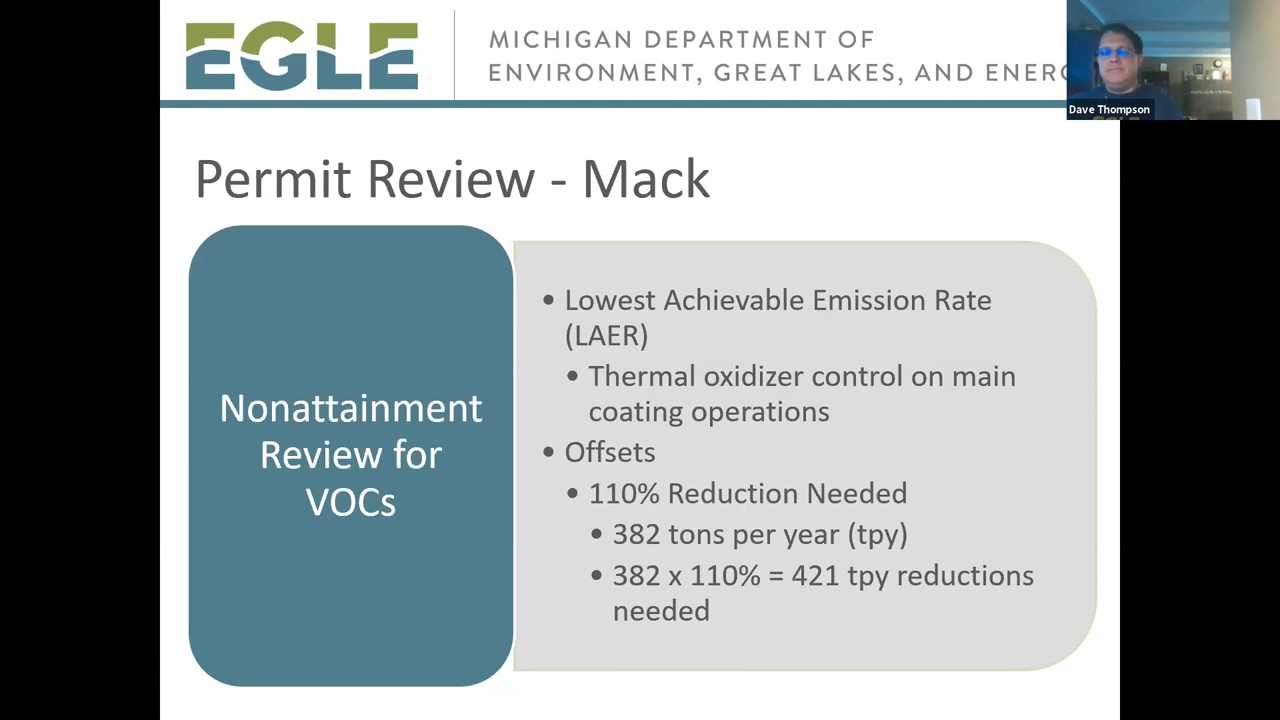 EGLE
MICHIGAN DEPARTMENT OF
ENVIRONMENT, GREAT LAKES, AND
Dave Thompson
Permit Review - Mack
Nonattainment
Review for
VOCs
• Lowest Achievable Emission Rate
(LAER)
• Thermal oxidizer control on main
coating operations
• Offsets
• 110% Reduction Needed
• 382 tons per year (tpy)
• 382 x 110% = 421 tpy reductions
needed